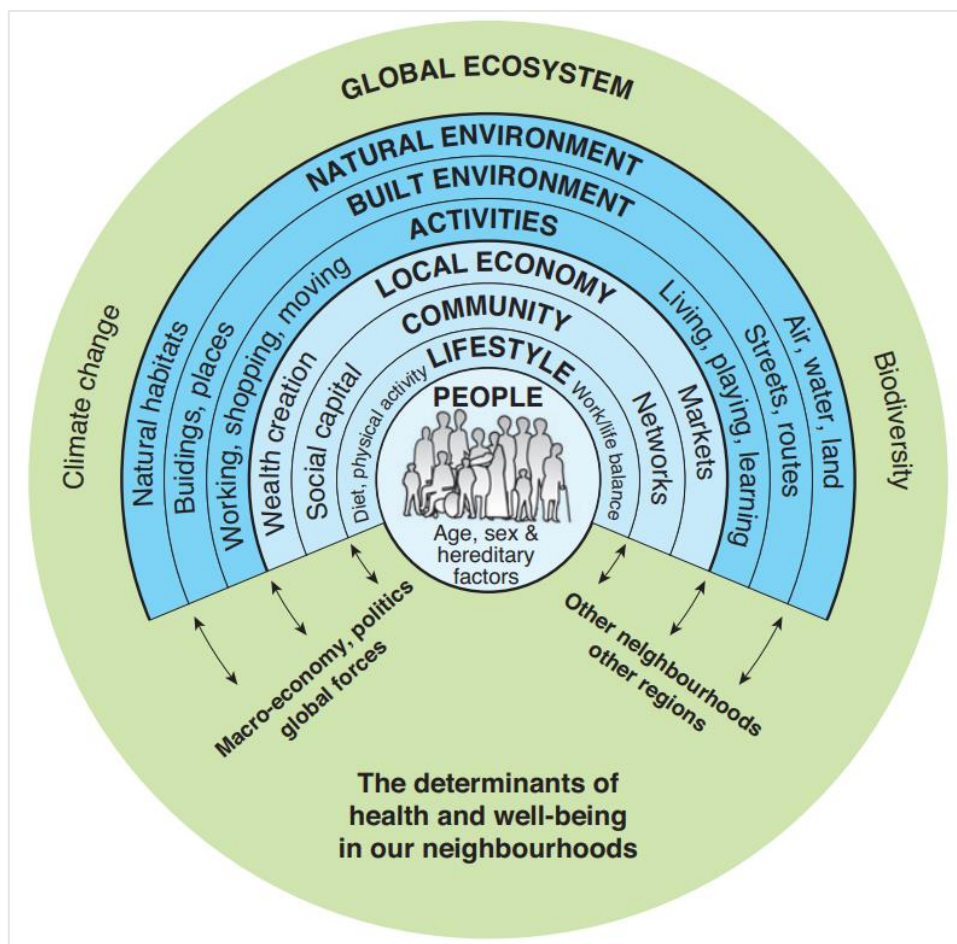 GLOBAL ECOSYSTEM
NATURAL ENVIRONMENT
BUILT ENVIRONMENT
ACTIVITIES
LOCAL ECONOMY
COMMUNITY
LIFESTYLE
PEOPLE
Age, sex &
hereditary
factors
Climate change
Natural habitats
Buidings, places
Working, shopping, moving
Wealth creation
Social capital
Diet, physical activity
Work/life balance
Networks
Markets
Living, playing, learning
Streets, routes
Air, water, land
Biodiversity
Macro-economy, politics
global forces
Other neighbourhoods
other regions
The determinants of
health and well-being
in our neighbourhoods